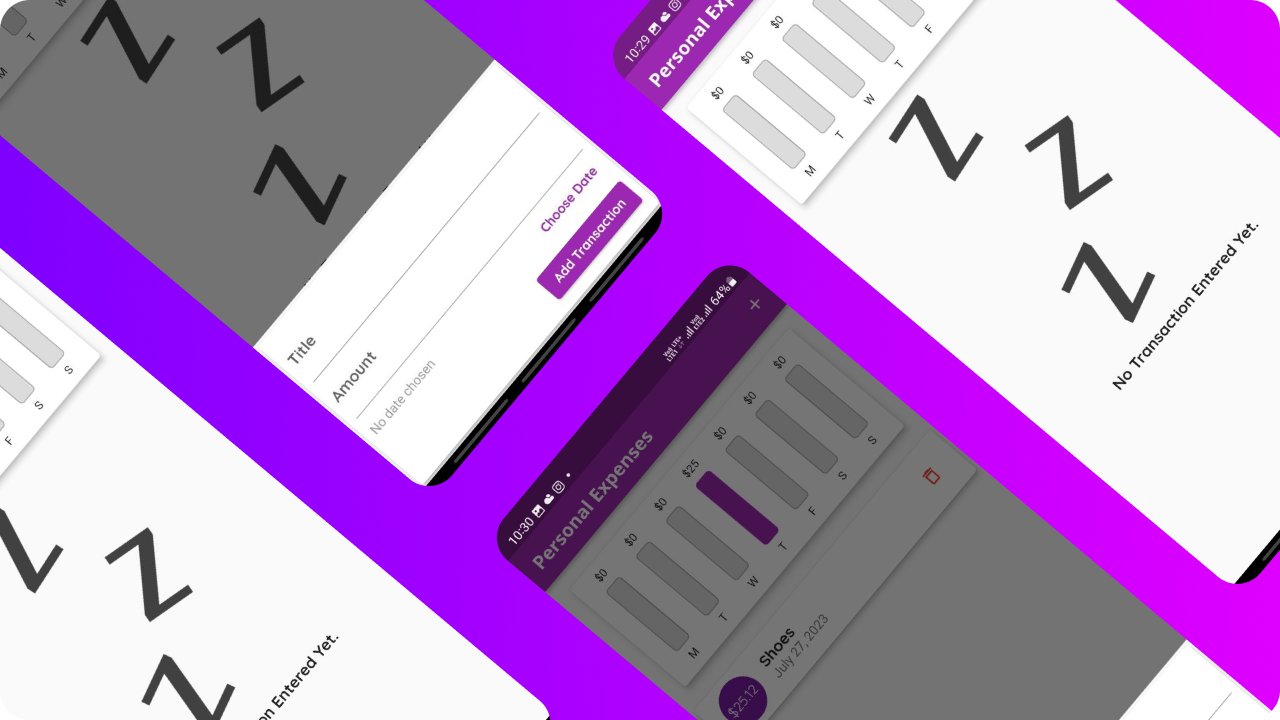 M
T
W
Z
Z
Z
Title
Amount
No date chosen
Choose Date
Add Transaction
10:29
Personal Exp
$0
$0
$0
M
T
W
T
F
Z
Z
Z
No Transaction Entered Yet.
10:30
64%
Personal Expenses
+
$0
$0
$0
$25
$0
$0
$0
M
T
W
T
F
S
S
Shoes
July 27, 2023
$25.12
F
S
S
Z
Z
Z
on Entered Yet.